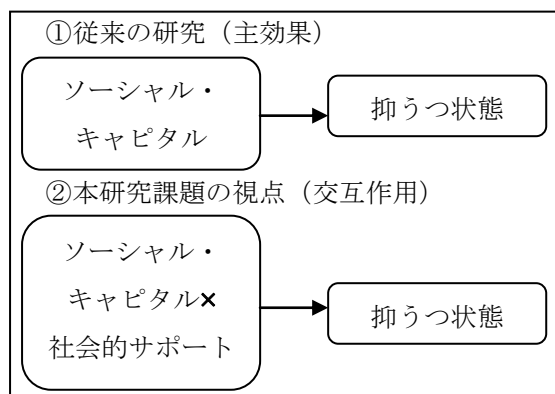 ①従来の研究（主効果）
ソーシャル・
キャピタル
抑うつ状態
②本研究課題の視点（交互作用）
ソーシャル・
キャピタル×
社会的サポート
抑うつ状態